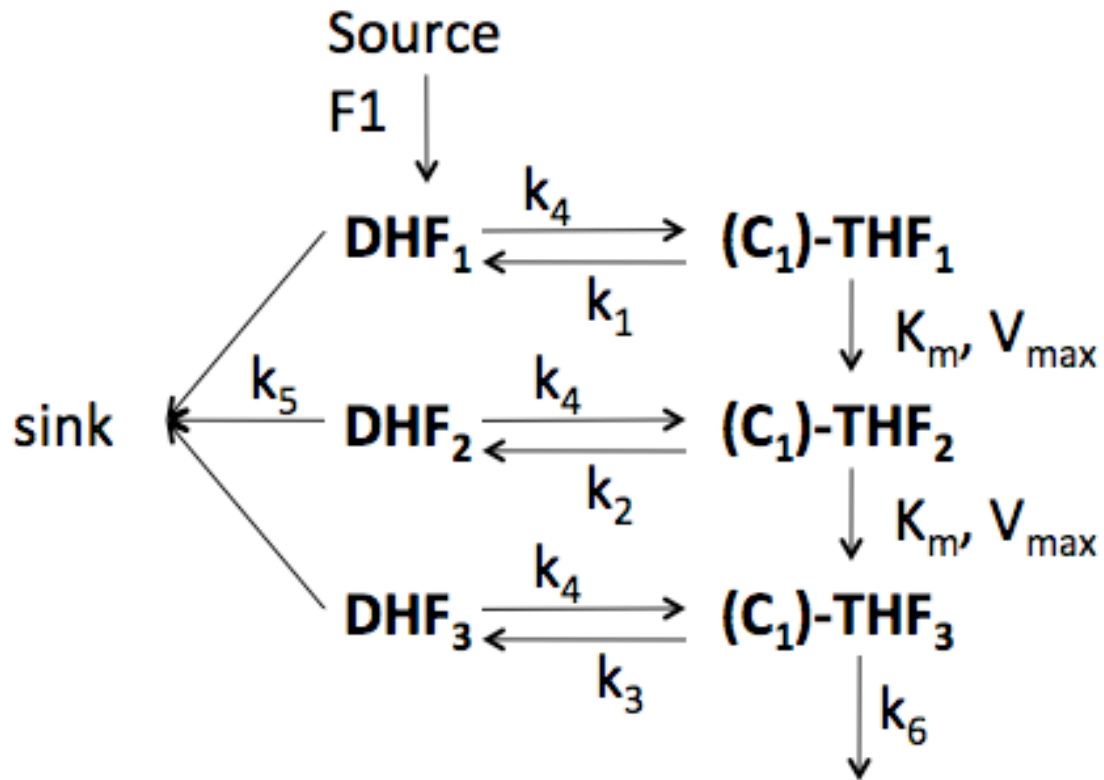 Source
F1
DHF₁ k₄ (C₁)-THF₁
k₁
Kₘ, Vₘₐₓ
sink k₅ DHF₂ k₄ (C₁)-THF₂
k₂
Kₘ, Vₘₐₓ
DHF₃ k₄ (C₁)-THF₃
k₃
k₆